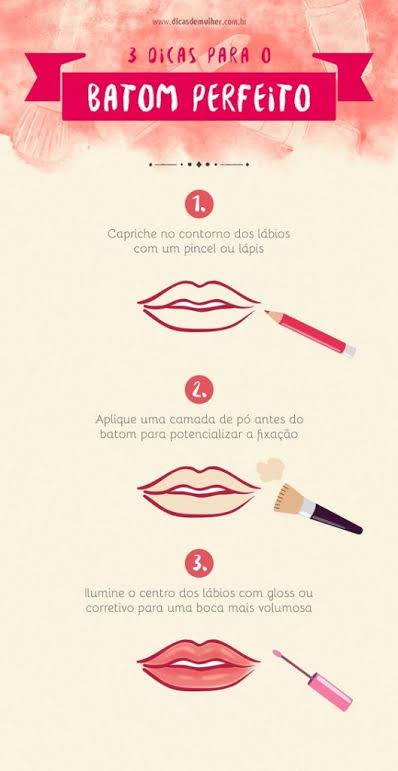 www.dicasdemulher.com.br
3 DICAS PARA O
BATOM PERFEITO
1.
Capriche no contorno dos lábios
com um pincel ou lápis
2.
Aplique uma camada de pó antes do
batom para potencializar a fixação
3.
Ilumine o centro dos lábios com gloss ou
corretivo para uma boca mais volumosa